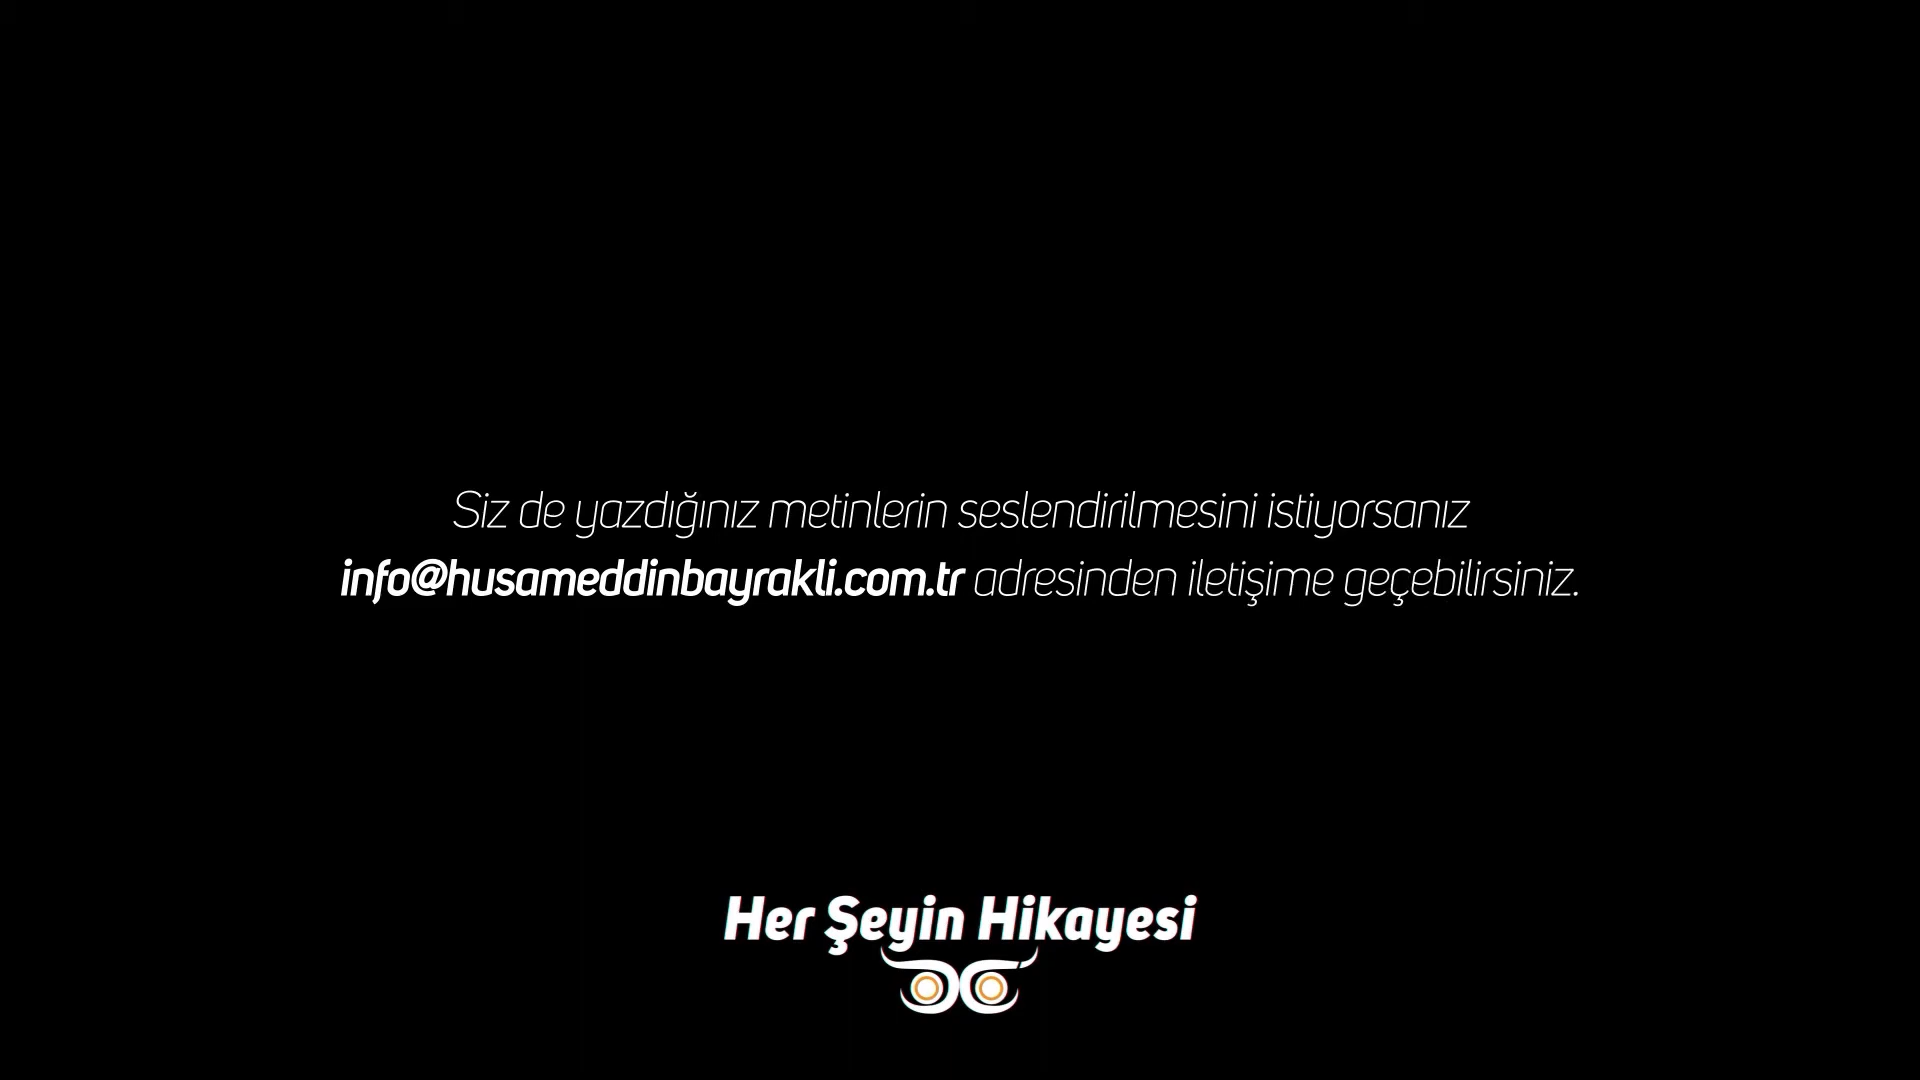 Siz de yazdığınız metinlerin seslendirilmesini istiyorsanız
info@husameddinbayrakli.com.tr adresinden iletişime geçebilirsiniz.
Her Şeyin Hikayesi